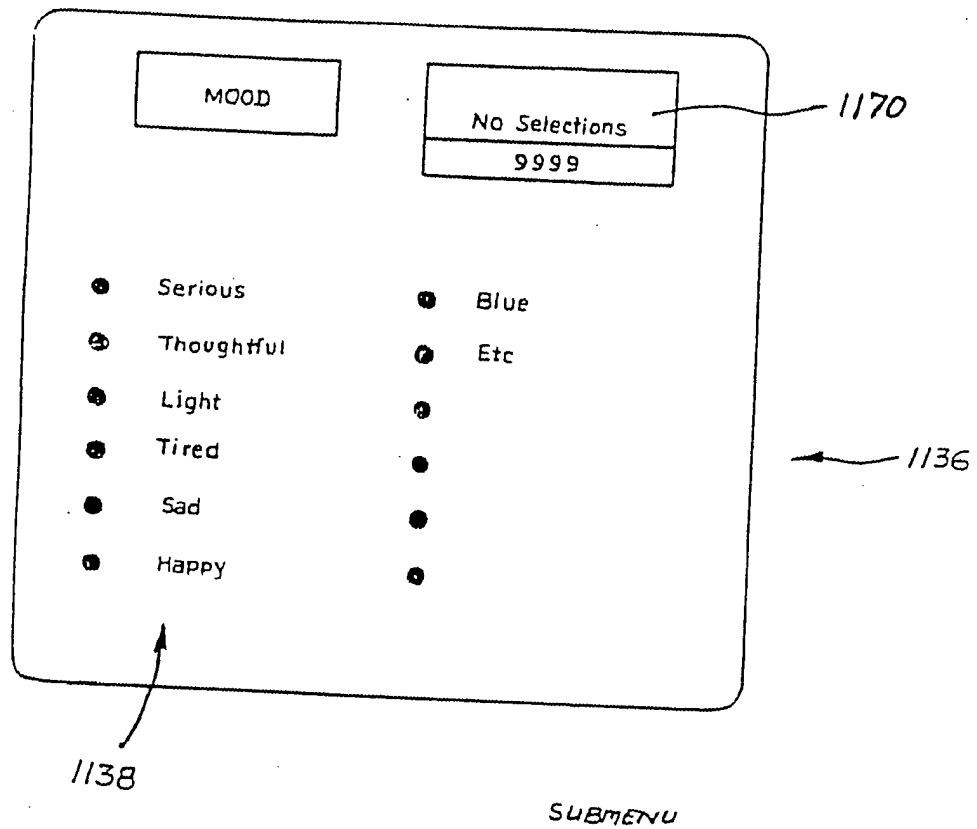 MOOD
No Selections
9999
1170
Serious
Thoughtful
Light
Tired
Sad
Happy
Blue
Etc
1136
1138
SUBMENU